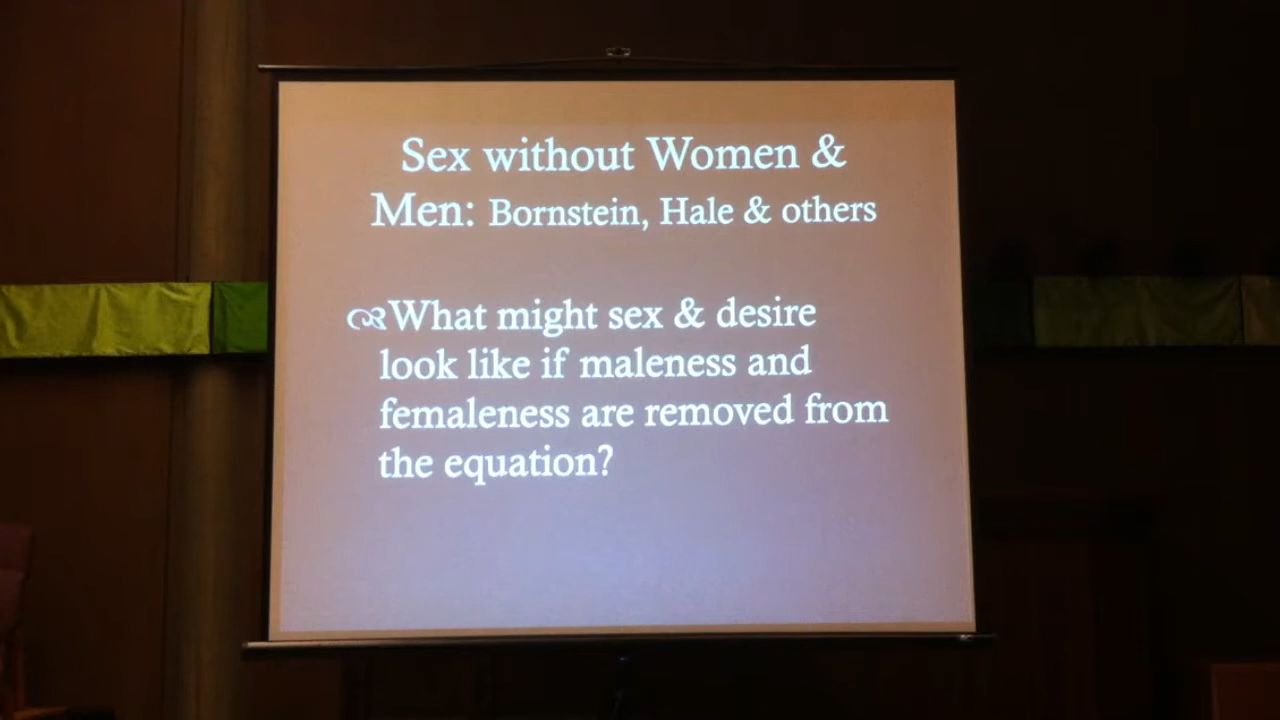 Sex without Women &
Men: Bornstein, Hale & others
What might sex & desire
look like if maleness and
femaleness are removed from
the equation?